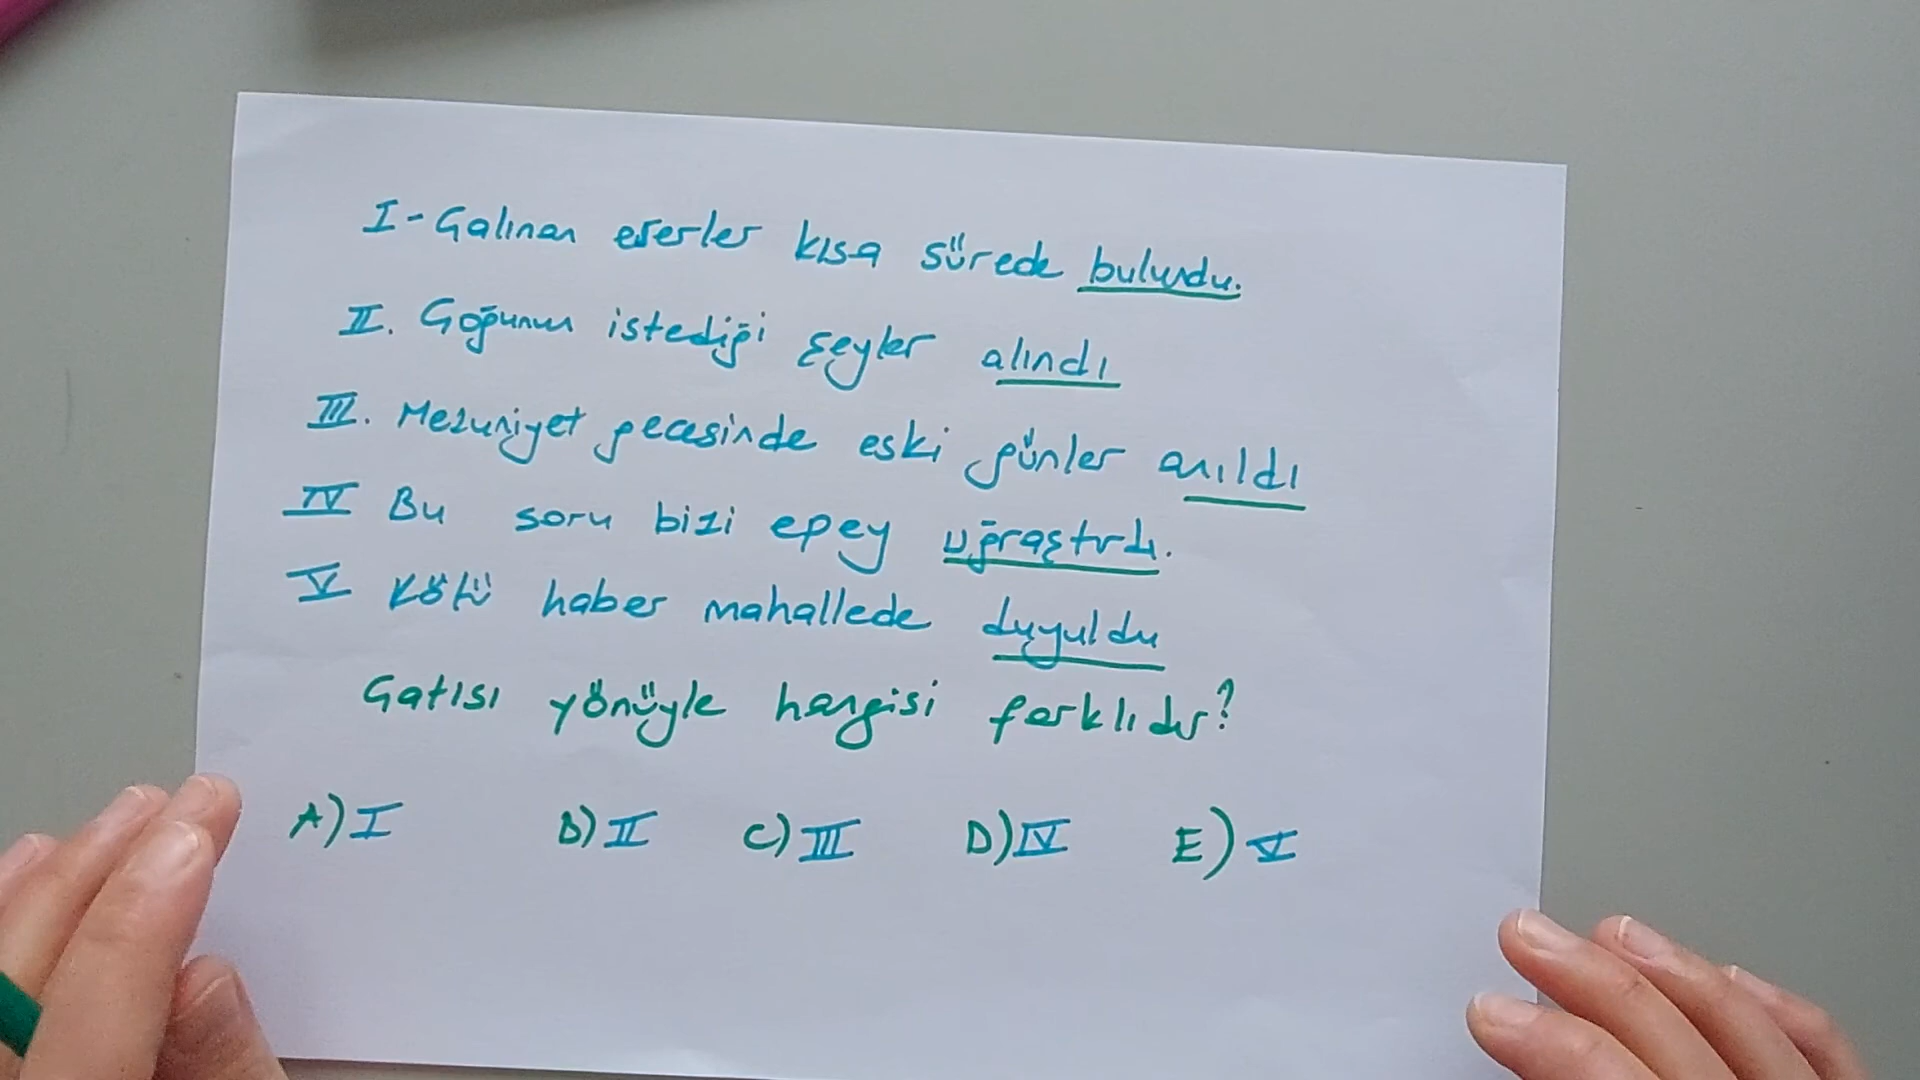 I- Çalınan eserler kısa sürede bulundu.
II. Çoğunun istediği şeyler alındı
III. Mezuniyet gecesinde eski günler anıldı
IV Bu soru bizi epey uğraştırdı.
V Kötü haber mahallede duyuldu
Çatısı yönüyle hangisi farklıdır?
A) I B) II C) III D) IV E) V